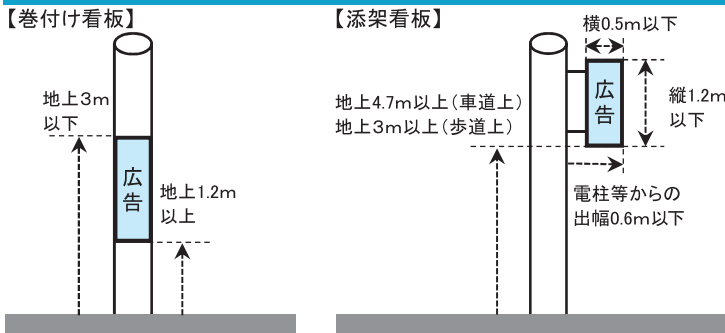 【巻付け看板】
地上3m
以下
広告
地上1.2m
以上
【添架看板】
横0.5m以下
広告
縦1.2m
以下
地上4.7m以上(車道上)
地上3m以上(歩道上)
電柱等からの
出幅0.6m以下